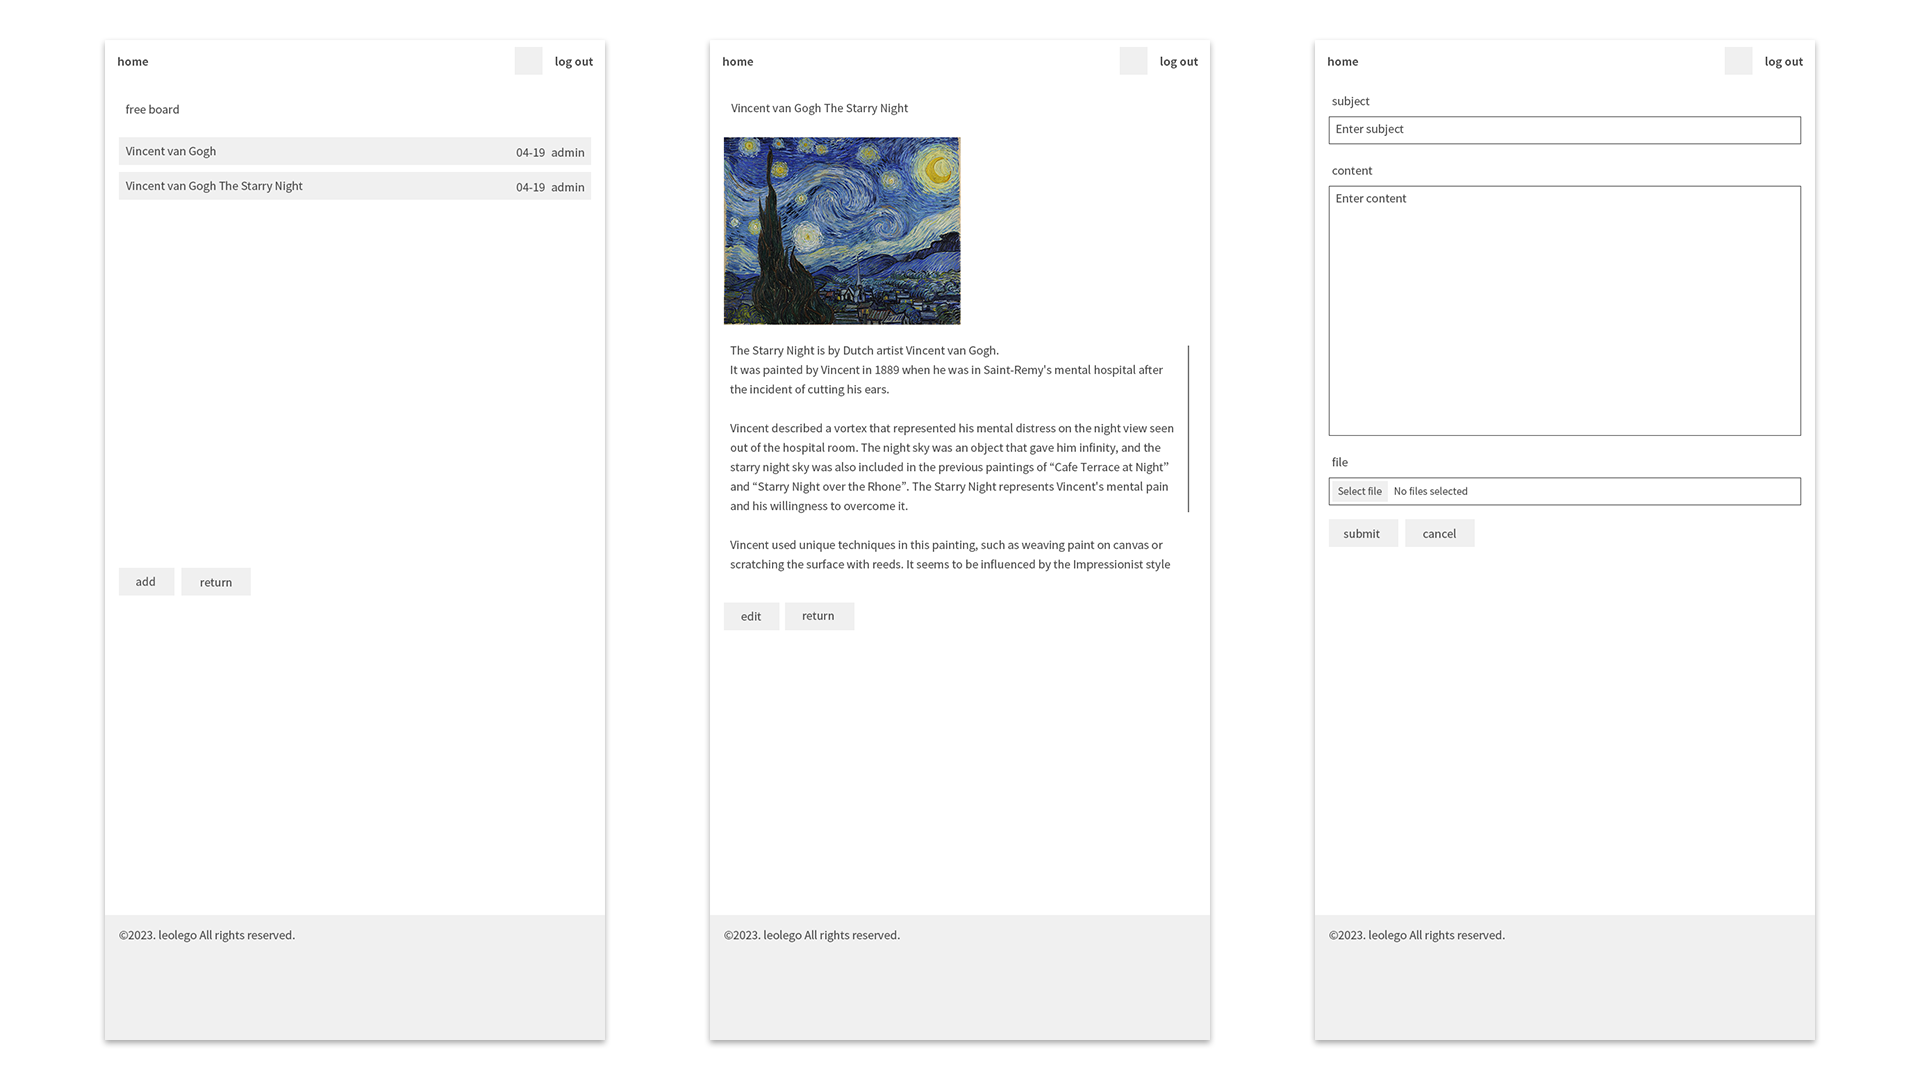 home
log out
free board
Vincent van Gogh 04-19 admin
Vincent van Gogh The Starry Night 04-19 admin
add
return
©2023. leolego All rights reserved.
home
log out
Vincent van Gogh The Starry Night
The Starry Night is by Dutch artist Vincent van Gogh.
It was painted by Vincent in 1889 when he was in Saint-Remy's mental hospital after
the incident of cutting his ears.
Vincent described a vortex that represented his mental distress on the night view seen
out of the hospital room. The night sky was an object that gave him infinity, and the
starry night sky was also included in the previous paintings of “Cafe Terrace at Night”
and “Starry Night over the Rhone”. The Starry Night represents Vincent's mental pain
and his willingness to overcome it.
Vincent used unique techniques in this painting, such as weaving paint on canvas or
scratching the surface with reeds. It seems to be influenced by the Impressionist style
edit
return
©2023. leolego All rights reserved.
home
log out
subject
Enter subject
content
Enter content
file
Select file No files selected
submit
cancel
©2023. leolego All rights reserved.